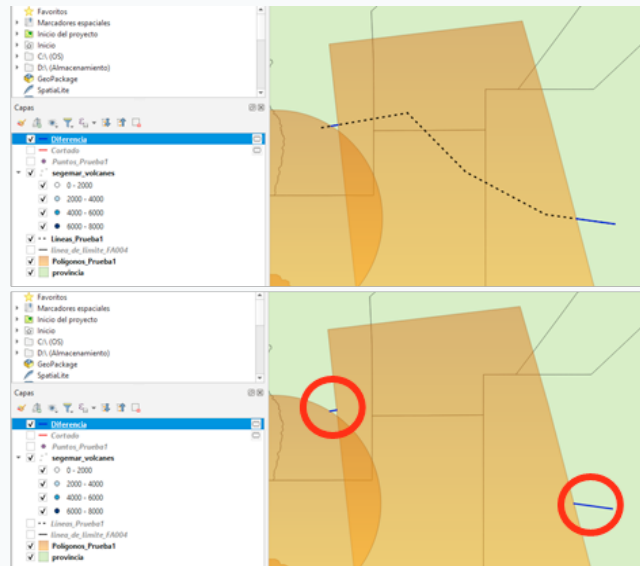 Favoritos
Marcadores espaciales
Inicio del proyecto
Inicio
C:\ (OS)
D:\ (Almacenamiento)
GeoPackage
SpatiaLite
Capas
Diferencia
Cortado
Puntos_Prueba1
segemar_volcanes
0 - 2000
2000 - 4000
4000 - 6000
6000 - 8000
Lineas_Prueba1
linea_de_limite_FA004
Poligonos_Prueba1
provincia
Favoritos
Marcadores espaciales
Inicio del proyecto
Inicio
C:\ (OS)
D:\ (Almacenamiento)
GeoPackage
SpatiaLite
Capas
Diferencia
Cortado
Puntos_Prueba1
segemar_volcanes
0 - 2000
2000 - 4000
4000 - 6000
6000 - 8000
Lineas_Prueba1
linea_de_limite_FA004
Poligonos_Prueba1
provincia